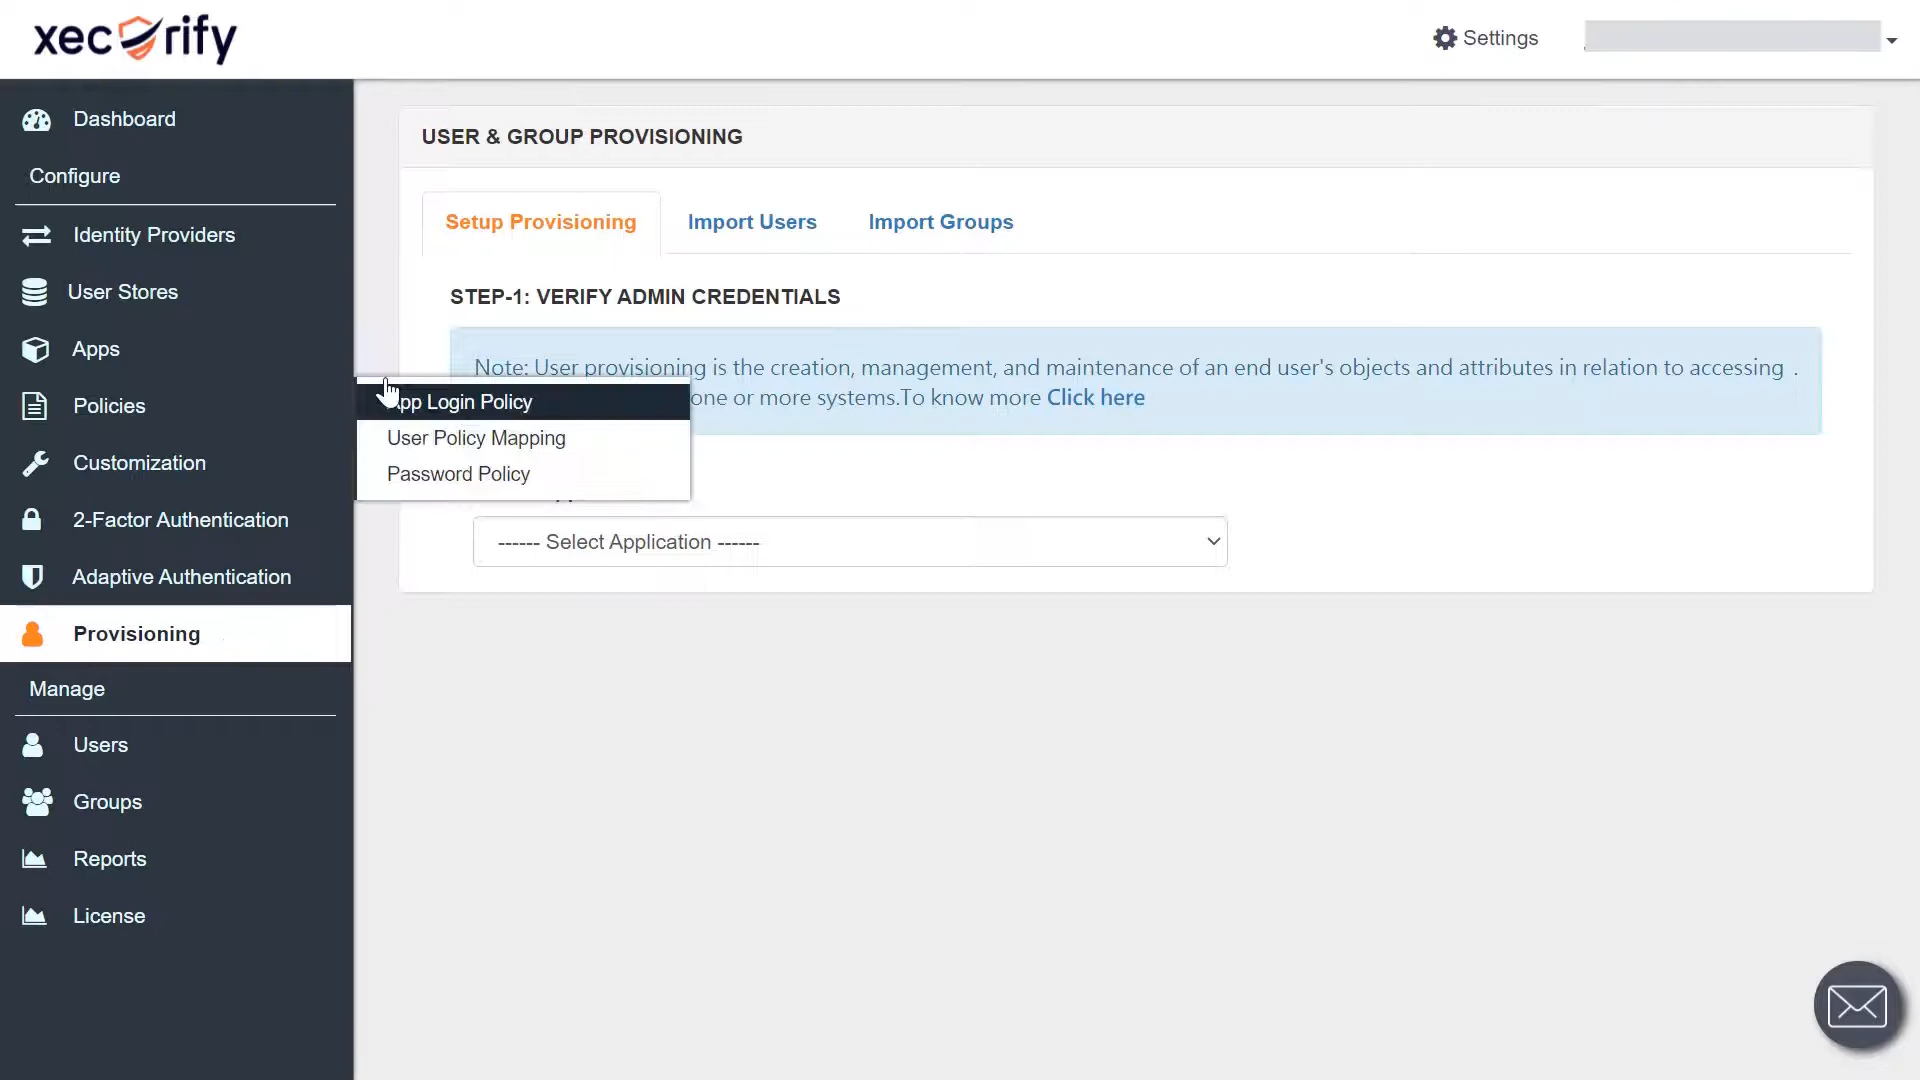 xecurify
Settings
Dashboard
Configure
Identity Providers
User Stores
Apps
Policies
Customization
2-Factor Authentication
Adaptive Authentication
Provisioning
Manage
Users
Groups
Reports
License
USER & GROUP PROVISIONING
Setup Provisioning Import Users Import Groups
STEP-1: VERIFY ADMIN CREDENTIALS
Note: User provisioning is the creation, management, and maintenance of an end user's objects and attributes in relation to accessing .
one or more systems.To know more Click here
App Login Policy
User Policy Mapping
Password Policy
------ Select Application ------